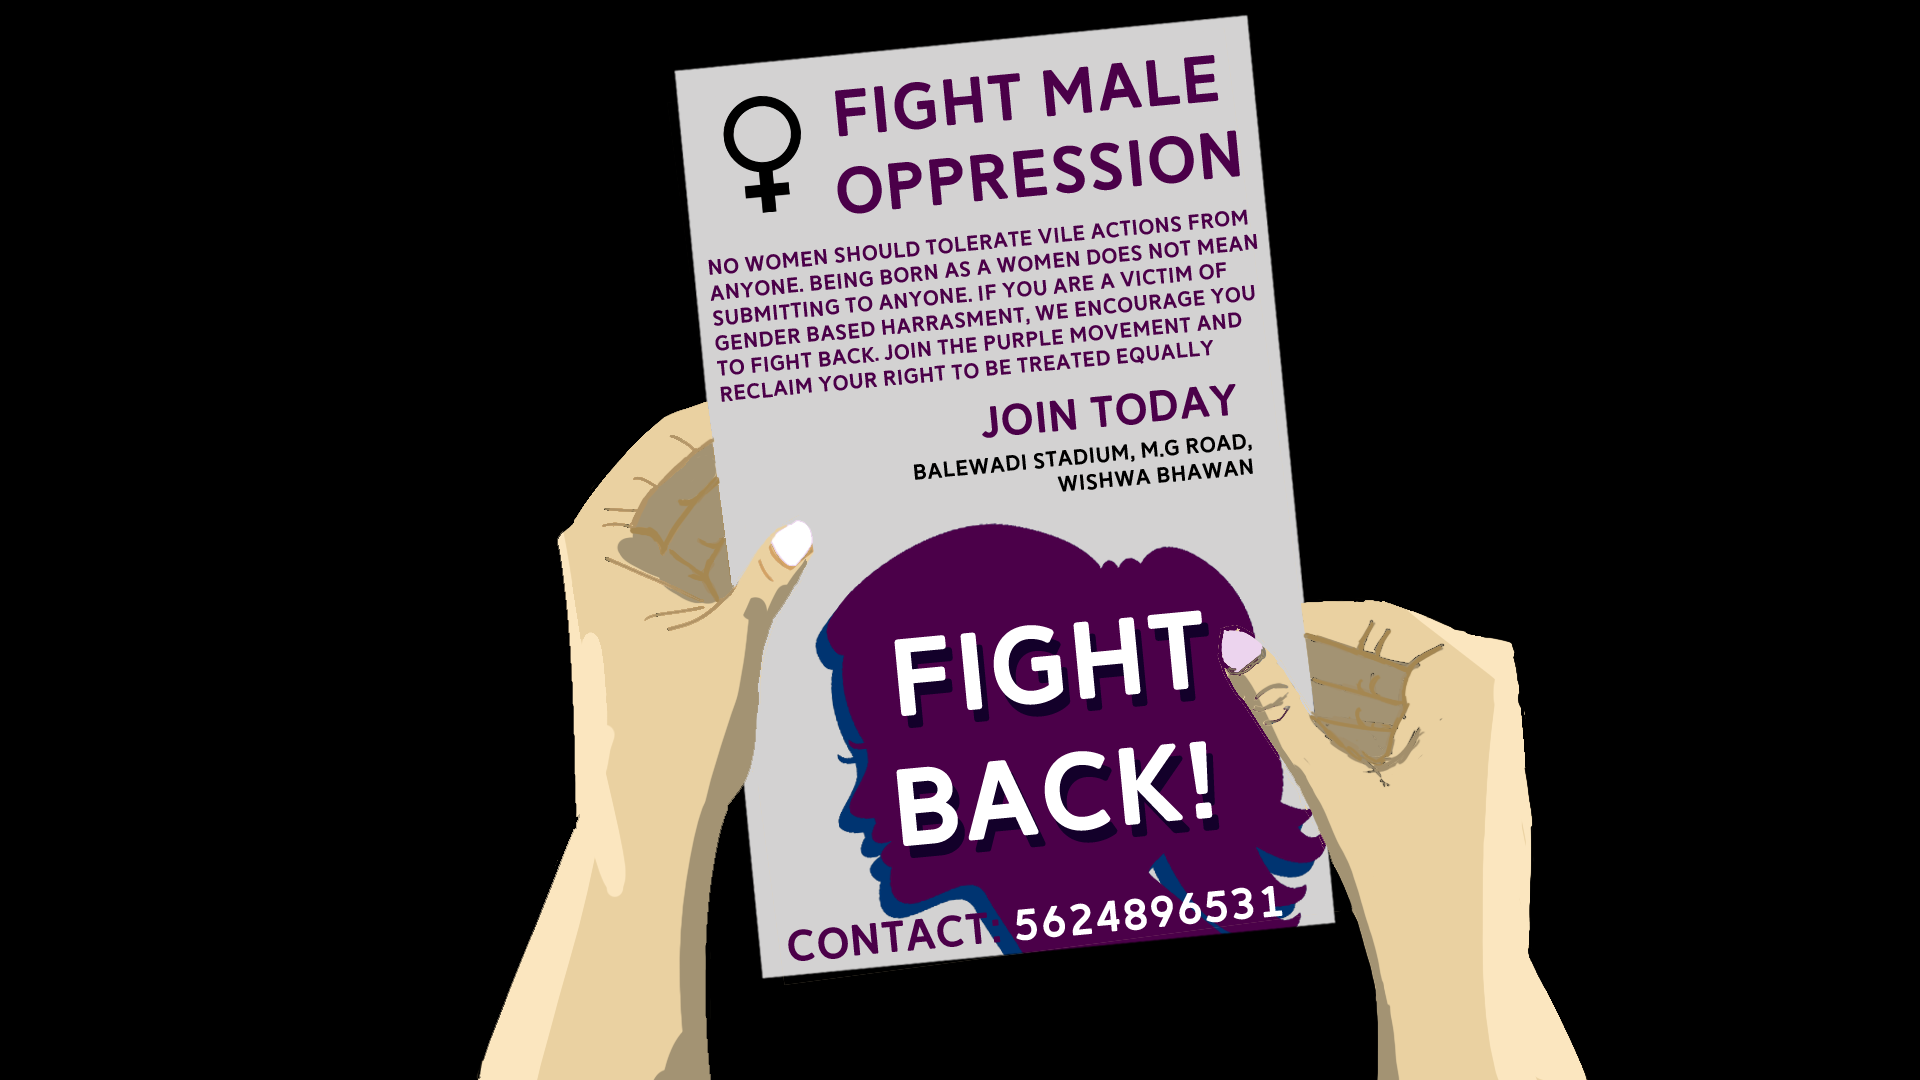 FIGHT MALE
OPPRESSION
NO WOMEN SHOULD TOLERATE VILE ACTIONS FROM
ANYONE. BEING BORN AS A WOMEN DOES NOT MEAN
SUBMITTING TO ANYONE. IF YOU ARE A VICTIM OF
GENDER BASED HARRASMENT, WE ENCOURAGE YOU
TO FIGHT BACK. JOIN THE PURPLE MOVEMENT AND
RECLAIM YOUR RIGHT TO BE TREATED EQUALLY
JOIN TODAY
BALEWADI STADIUM, M.G ROAD,
WISHWA BHAWAN
FIGHT
BACK!
CONTACT: 5624896531